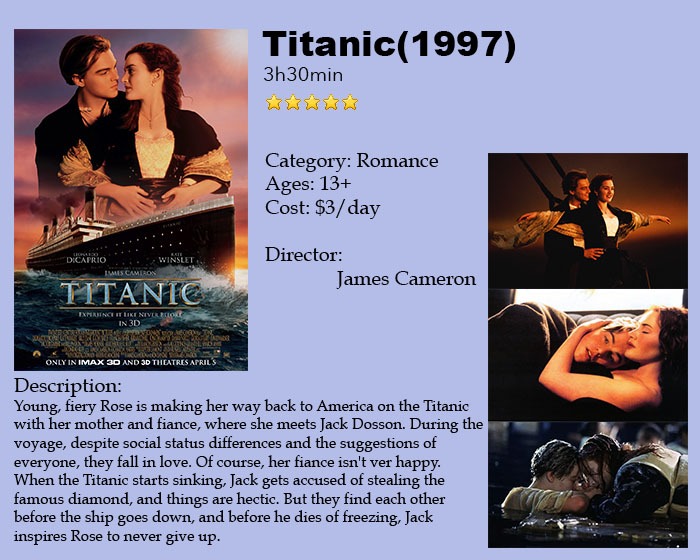 Titanic(1997)
3h30min
Category: Romance
Ages: 13+
Cost: $3/day
Director:
James Cameron
LEONARDO DiCAPRIO
KATE WINSLET
JAMES CAMERON
TITANIC
EXPERIENCE IT LIKE NEVER BEFORE
IN 3D
ONLY IN IMAX 3D AND 3D THEATRES APRIL 5
Description:
Young, fiery Rose is making her way back to America on the Titanic
with her mother and fiance, where she meets Jack Dosson. During the
voyage, despite social status differences and the suggestions of
everyone, they fall in love. Of course, her fiance isn't ver happy.
When the Titanic starts sinking, Jack gets accused of stealing the
famous diamond, and things are hectic. But they find each other
before the ship goes down, and before he dies of freezing, Jack
inspires Rose to never give up.